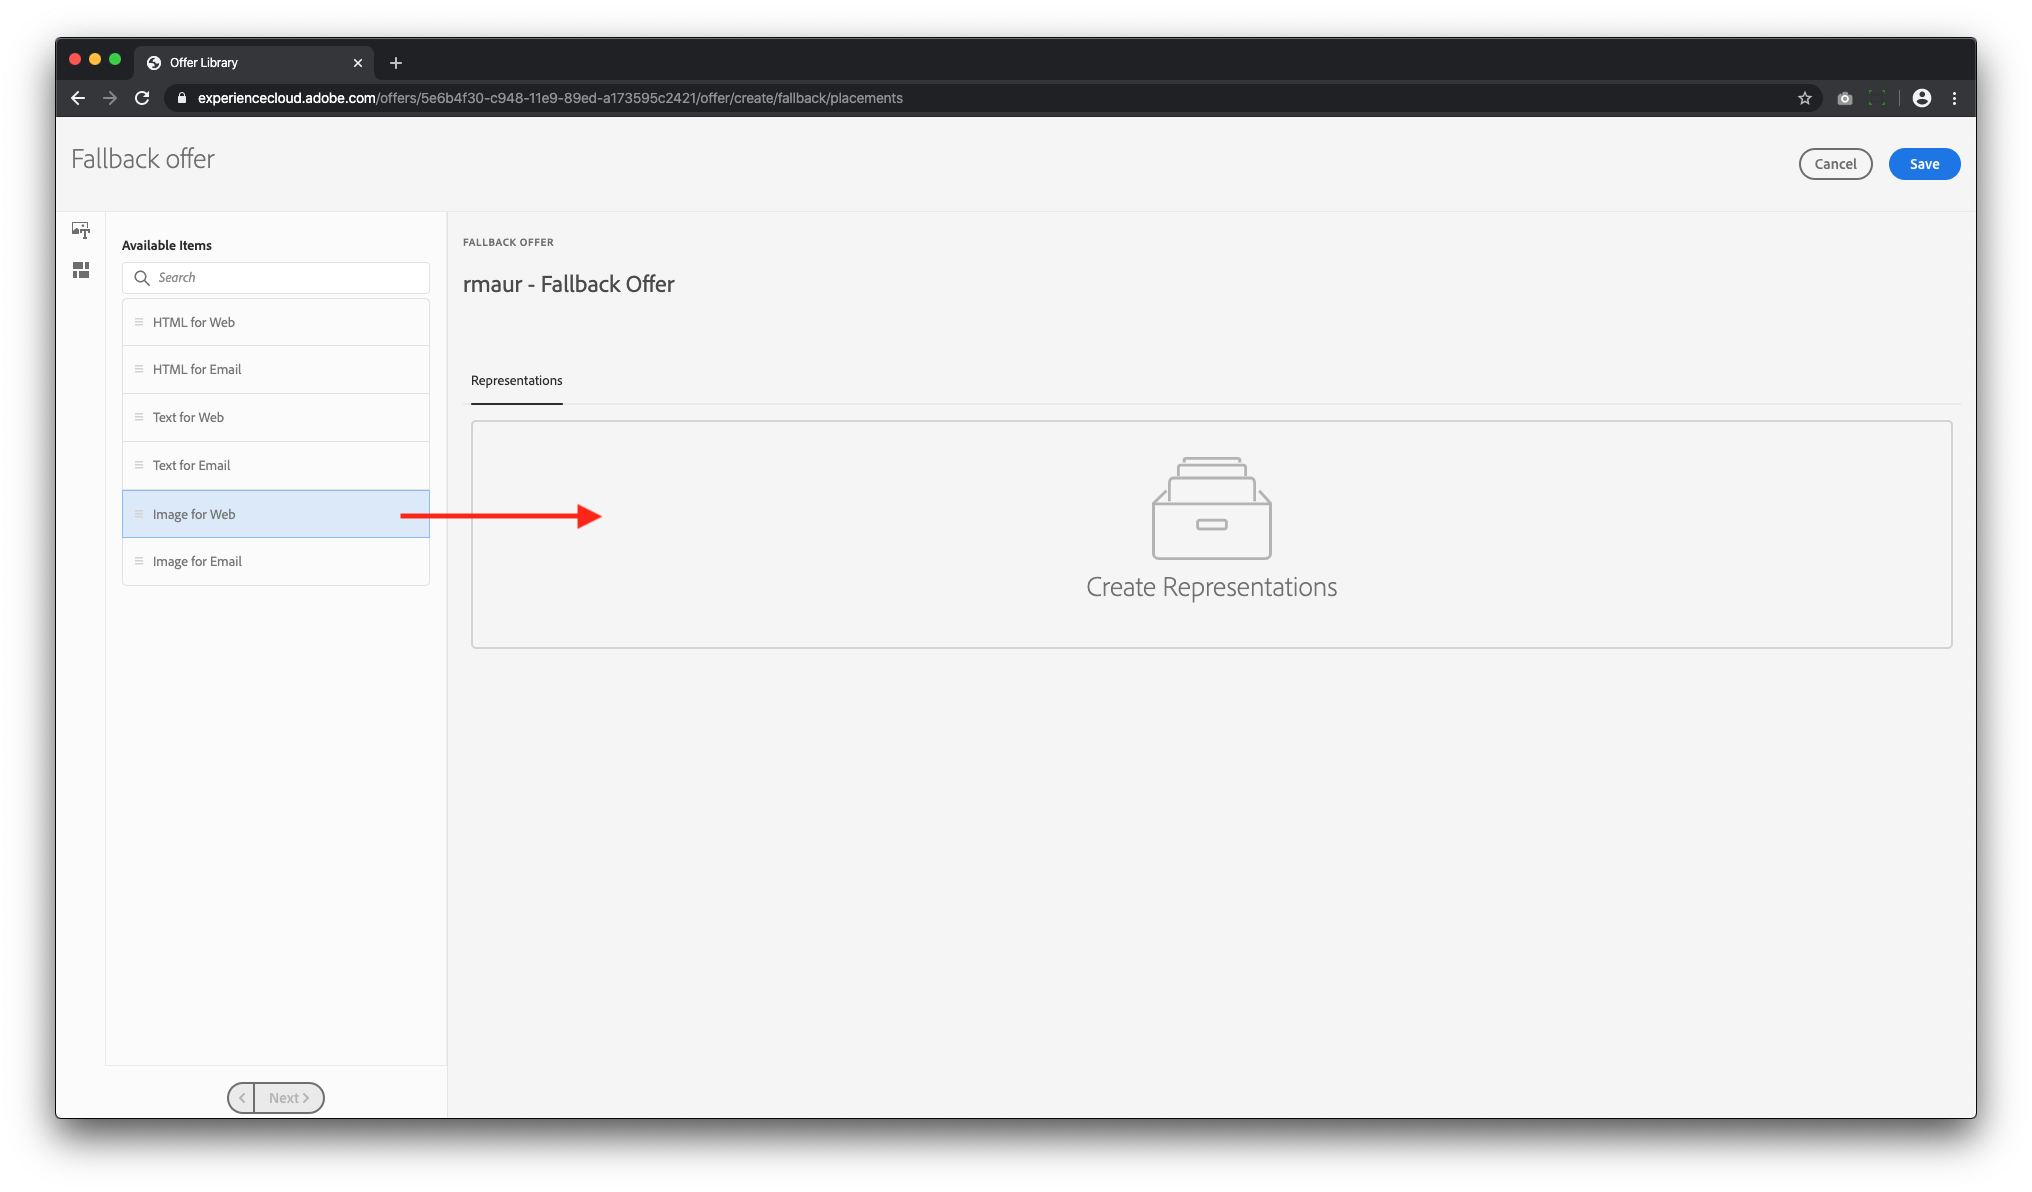 Offer Library
experiencecloud.adobe.com/offers/5e6b4f30-c948-11e9-89ed-a173595c2421/offer/create/fallback/placements
Fallback offer
Cancel
Save
Available Items
Search
HTML for Web
HTML for Email
Text for Web
Text for Email
Image for Web
Image for Email
Next
FALLBACK OFFER
rmaur - Fallback Offer
Representations
Create Representations